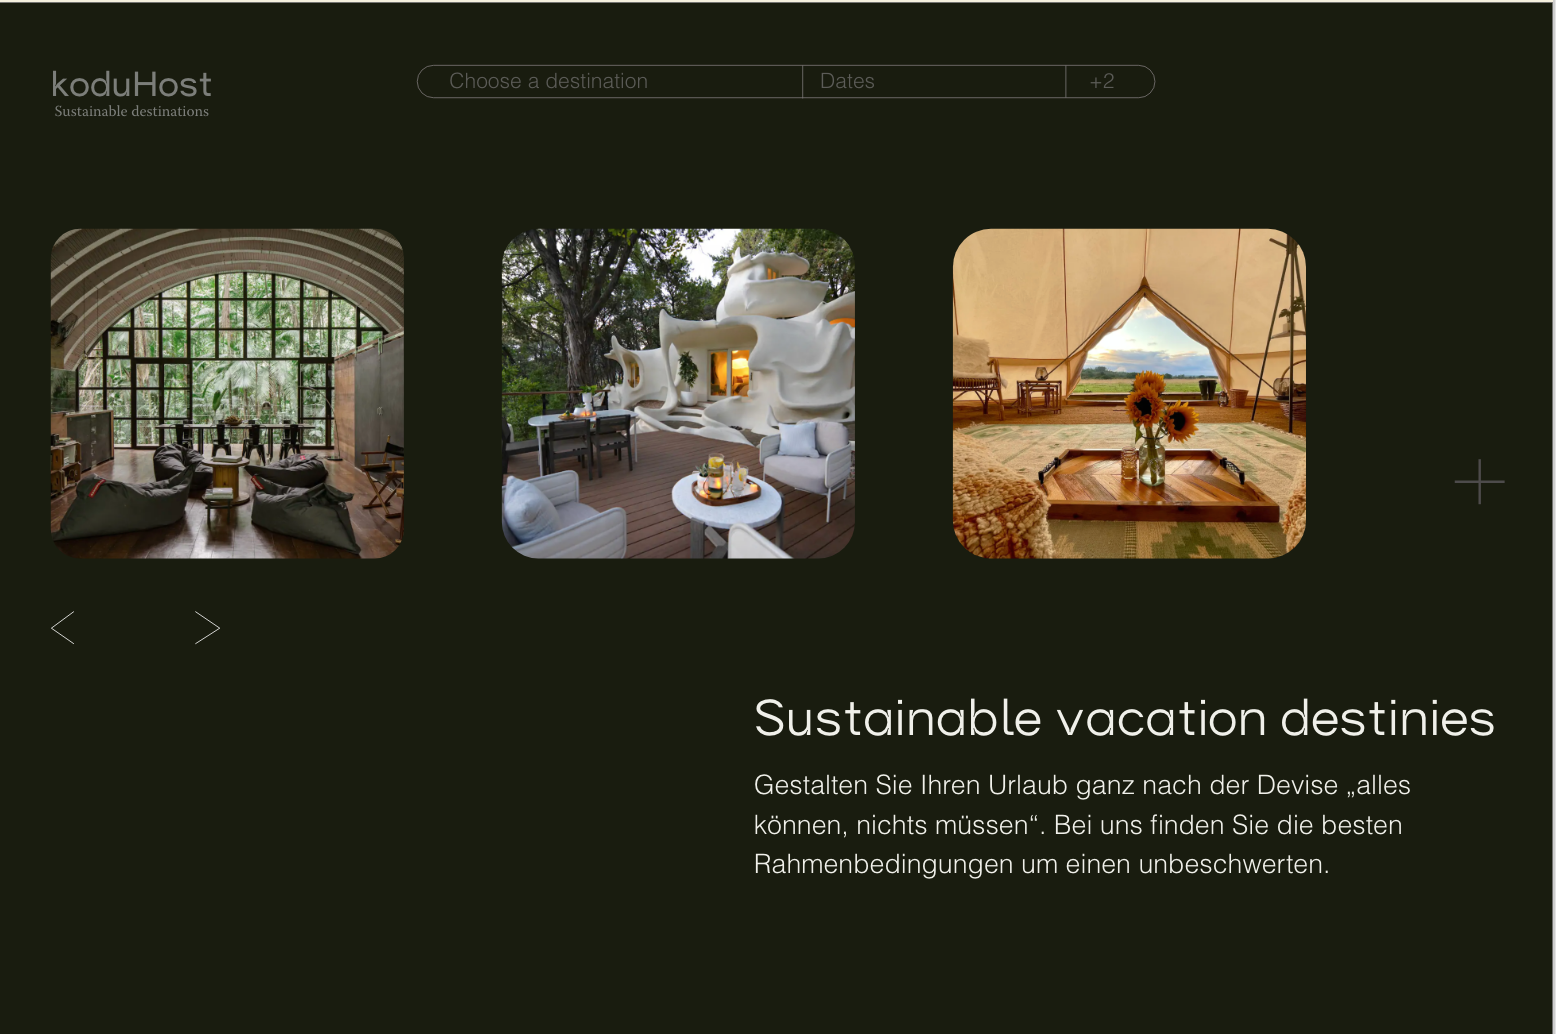 koduHost
Sustainable destinations
Choose a destination
Dates
+2
Sustainable vacation destinies
Gestalten Sie Ihren Urlaub ganz nach der Devise „alles
können, nichts müssen“. Bei uns finden Sie die besten
Rahmenbedingungen um einen unbeschwerten.